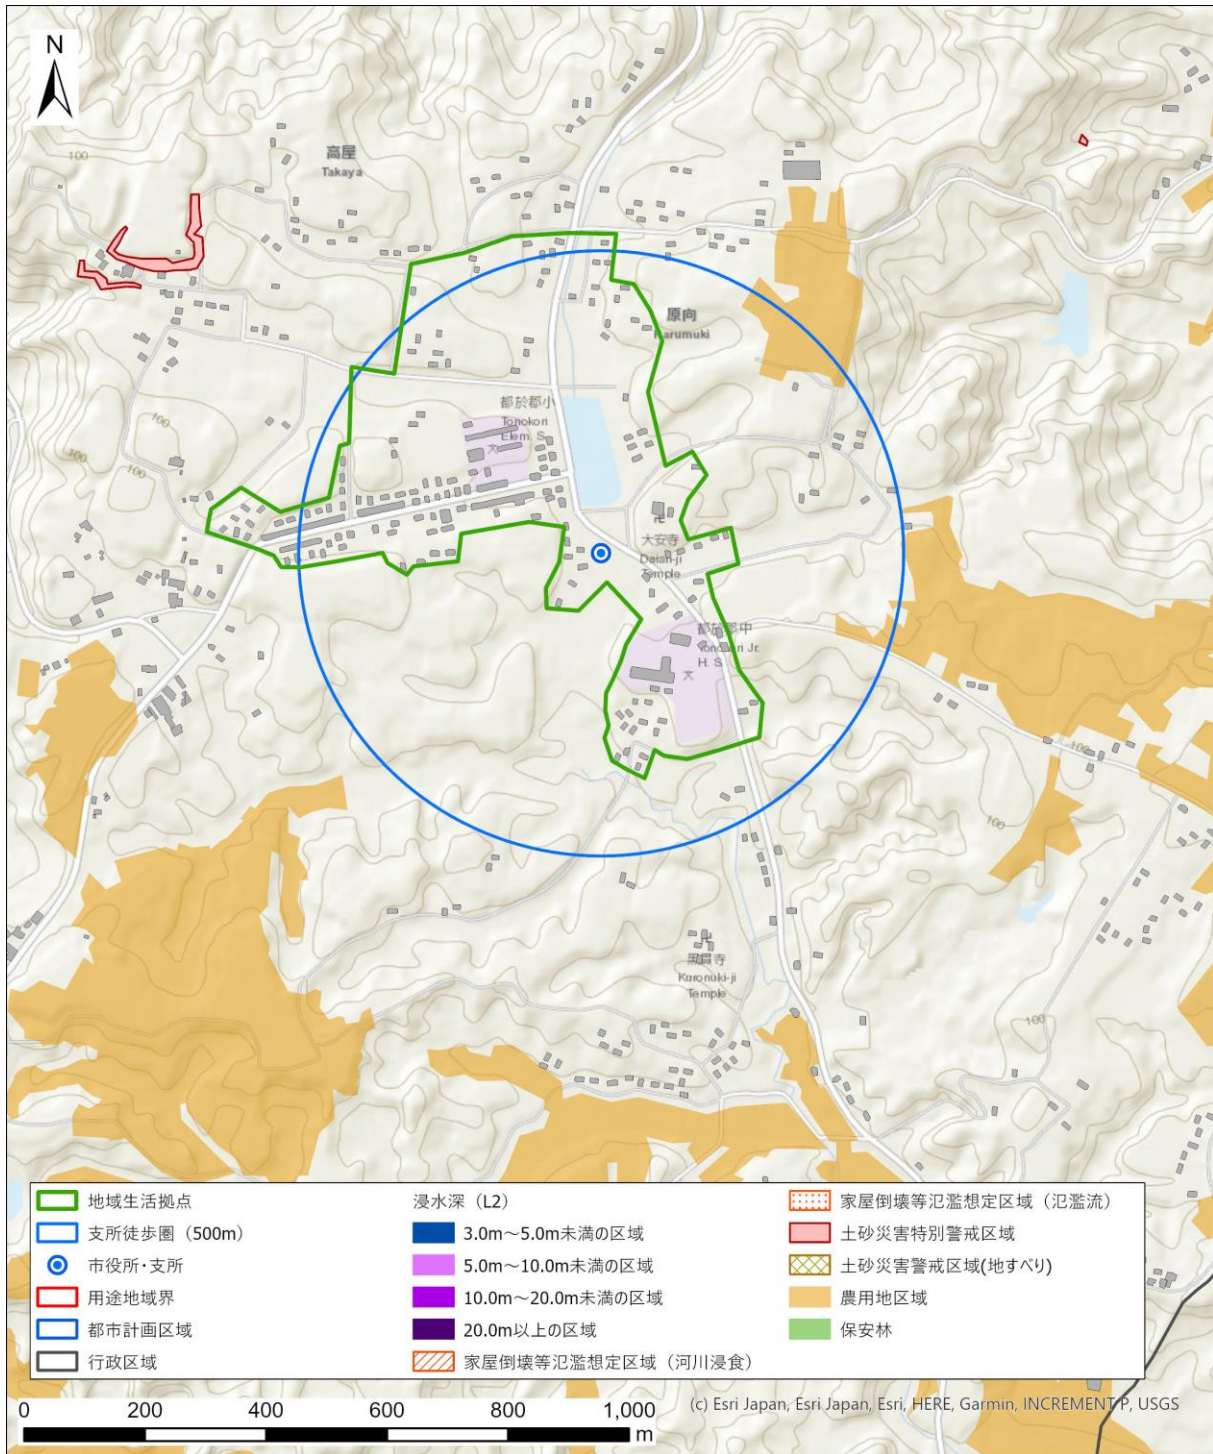 N
100
高屋
Takaya
原向
Harumuki
都於郡小
Tonokori
Elem. S.
100
100
100
大安寺
Daian-ji
Temple
都於郡中
Tonokori Jr.
H. S.
100
100
黒貫寺
Kuronuki-ji
Temple
100
地域生活拠点
支所徒歩圏（500m）
市役所・支所
用途地域界
都市計画区域
行政区域
浸水深（L2）
3.0m～5.0m未満の区域
5.0m～10.0m未満の区域
10.0m～20.0m未満の区域
20.0m以上の区域
家屋倒壊等氾濫想定区域（河川浸食）
家屋倒壊等氾濫想定区域（氾濫流）
土砂災害特別警戒区域
土砂災害警戒区域(地すべり)
農用地区域
保安林
0 200 400 600 800 1,000
m
(c) Esri Japan, Esri Japan, Esri, HERE, Garmin, INCREMENT P, USGS